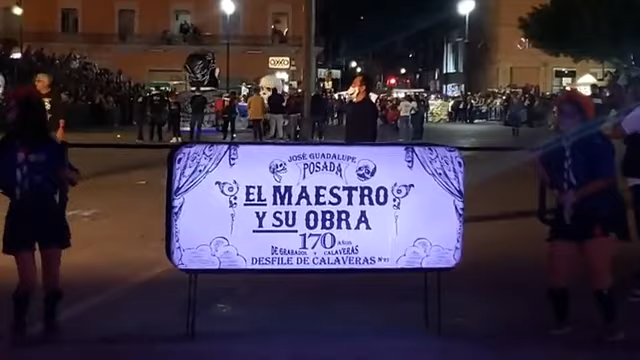 OXXO
JOSÉ GUADALUPE
POSADA
EL MAESTRO
Y SU OBRA
170 AÑOS
DE GRABADOS Y CALAVERAS
DESFILE DE CALAVERAS